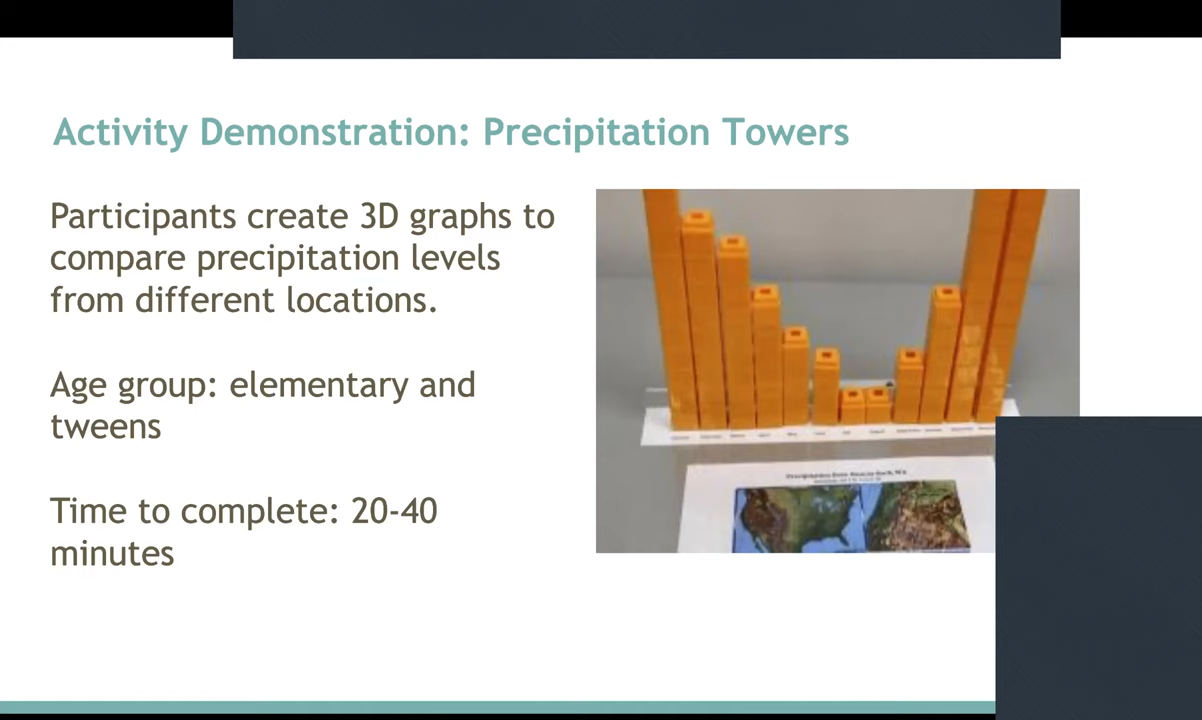 Activity Demonstration: Precipitation Towers
Participants create 3D graphs to
compare precipitation levels
from different locations.
Age group: elementary and
tweens
Time to complete: 20-40
minutes